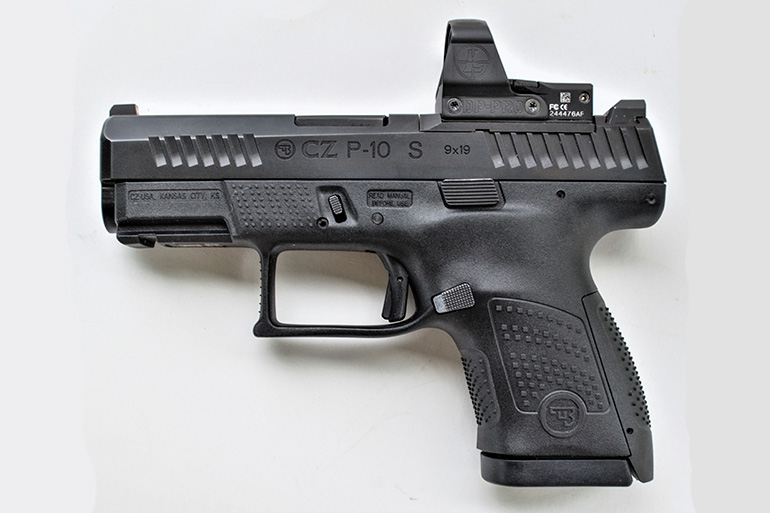 CZ P-10 S 9x19
FC CE
244476AF
CZ-USA, KANSAS CITY, KS
READ MANUAL
BEFORE USE